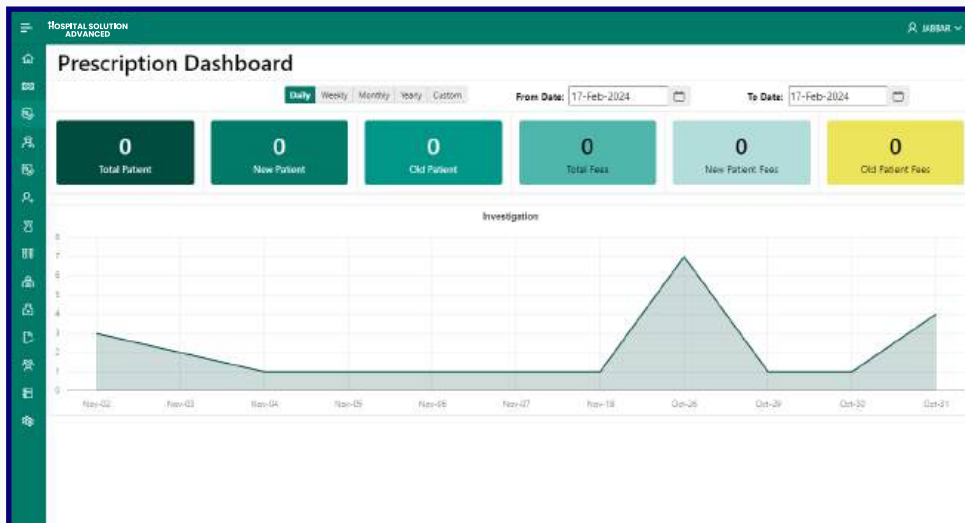 HOSPITAL SOLUTION
ADVANCED
JABBAR
Prescription Dashboard
Daily Weekly Monthly Yearly Custom
From Date: 17-Feb-2024
To Date: 17-Feb-2024
0
Total Patient
0
New Patient
0
Old Patient
0
Total Fees
0
New Patient Fees
0
Old Patient Fees
Investigation
8
7
6
5
4
3
2
1
0
Nov-02 Nov-03 Nov-04 Nov-05 Nov-06 Nov-07 Nov-18 Oct-26 Oct-29 Oct-30 Oct-31